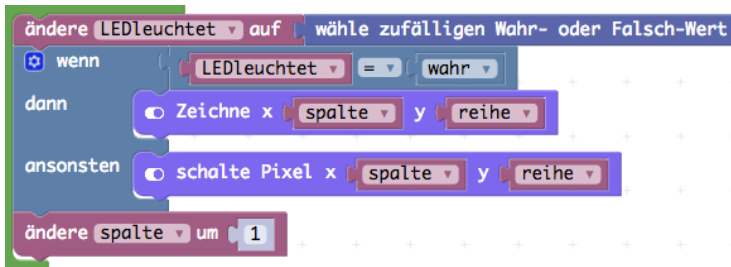 ändere LEDleuchtet auf wähle zufälligen Wahr- oder Falsch-Wert
wenn LEDleuchtet = wahr
dann Zeichne x spalte y reihe
ansonsten schalte Pixel x spalte y reihe
ändere spalte um 1